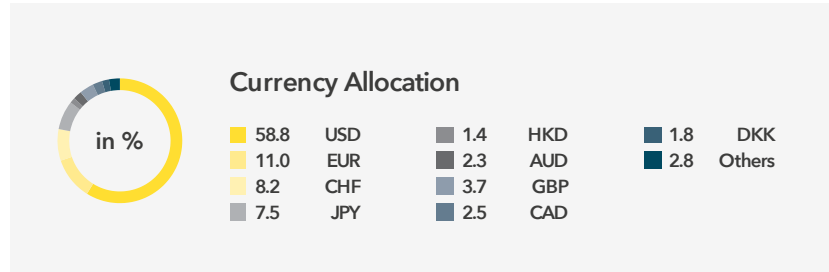 Currency Allocation
in %
58.8 USD
11.0 EUR
8.2 CHF
7.5 JPY
1.4 HKD
2.3 AUD
3.7 GBP
2.5 CAD
1.8 DKK
2.8 Others